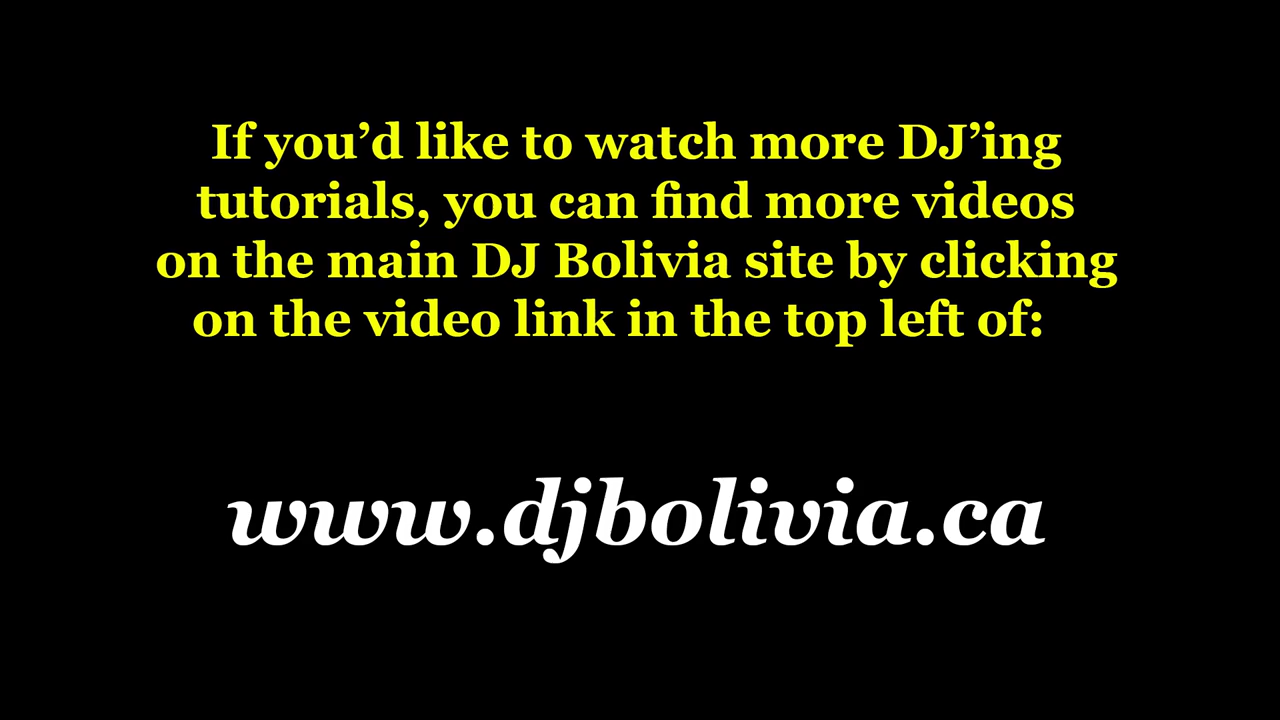 If you’d like to watch more DJ’ing
tutorials, you can find more videos
on the main DJ Bolivia site by clicking
on the video link in the top left of:
www.djbolivia.ca